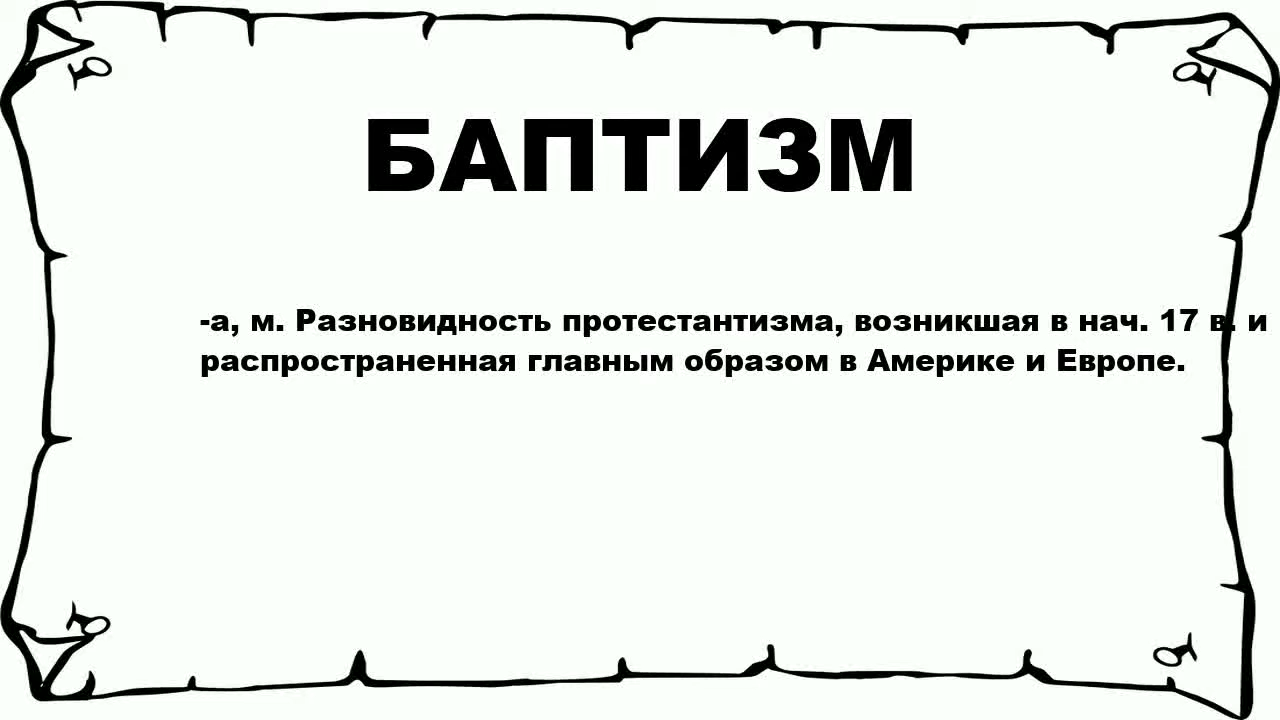 БАПТИЗМ
-а, м. Разновидность протестантизма, возникшая в нач. 17 в. и
распространенная главным образом в Америке и Европе.